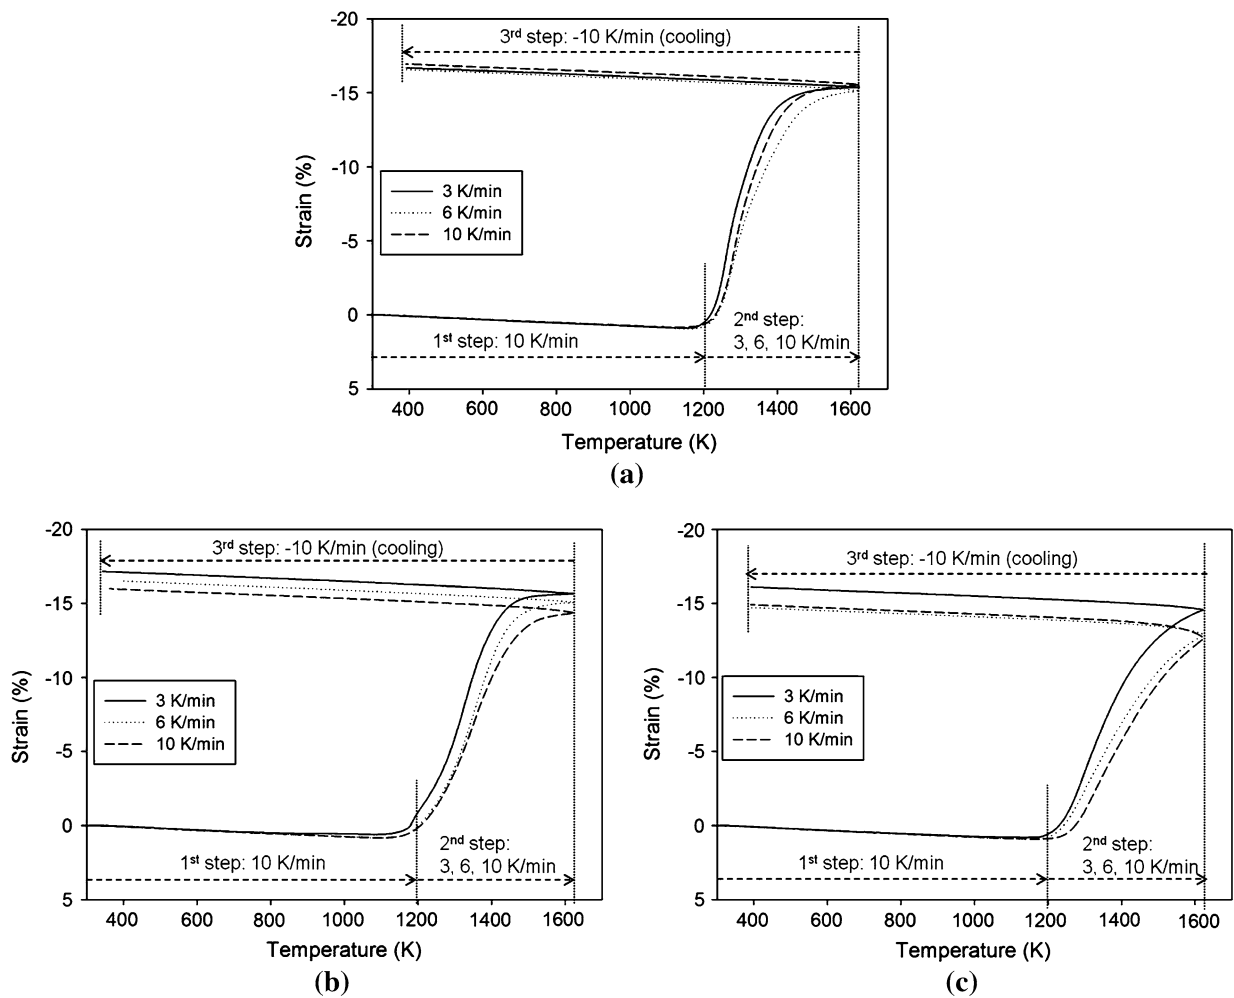 -20
3rd step: -10 K/min (cooling)
-15
-10
3 K/min
6 K/min
10 K/min
-5
0
2nd step:
1st step: 10 K/min
3, 6, 10 K/min
5
Strain (%)
400 600 800 1000 1200 1400 1600
Temperature (K)
(a)
-20
3rd step: -10 K/min (cooling)
-15
-10
3 K/min
6 K/min
10 K/min
-5
0
2nd step:
1st step: 10 K/min
3, 6, 10 K/min
5
Strain (%)
400 600 800 1000 1200 1400 1600
Temperature (K)
(b)
-20
3rd step: -10 K/min (cooling)
-15
-10
3 K/min
6 K/min
10 K/min
-5
0
2nd step:
1st step: 10 K/min
3, 6, 10 K/min
5
Strain (%)
400 600 800 1000 1200 1400 1600
Temperature (K)
(c)